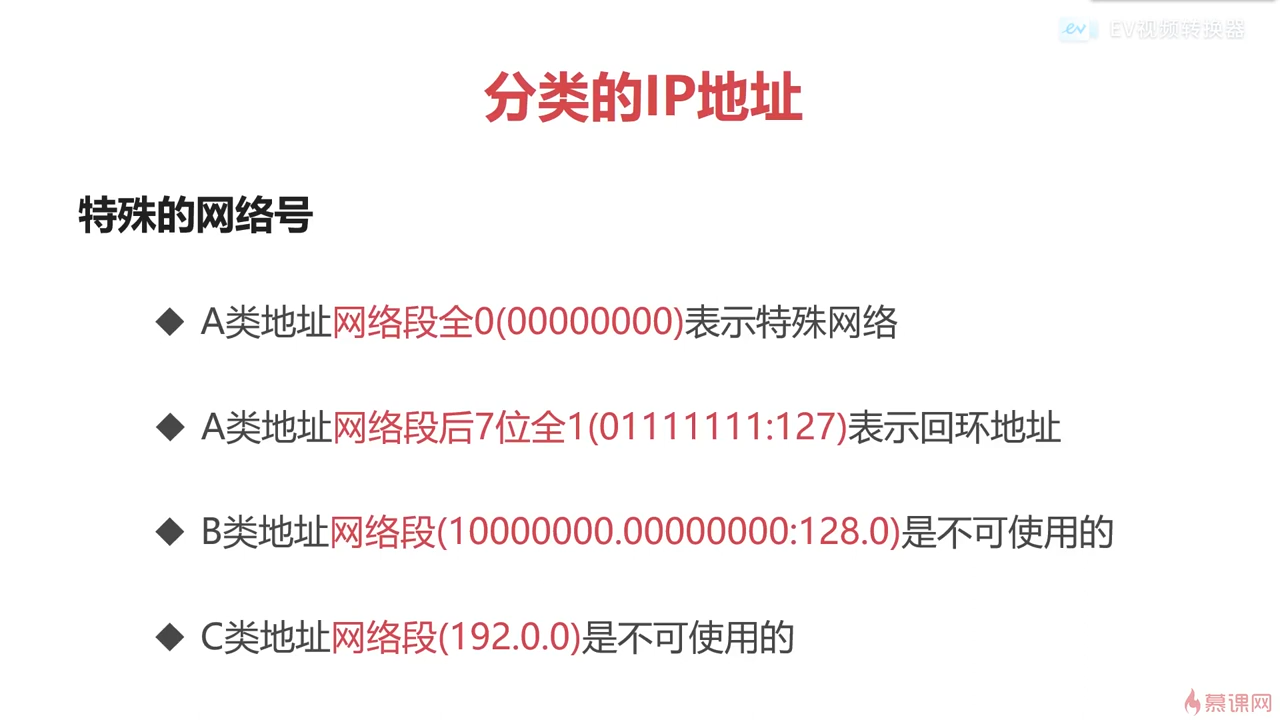 EV视频转换器
分类的IP地址
特殊的网络号
A类地址网络段全0(00000000)表示特殊网络
A类地址网络段后7位全1(01111111:127)表示回环地址
B类地址网络段(10000000.00000000:128.0)是不可使用的
C类地址网络段(192.0.0)是不可使用的
慕课网